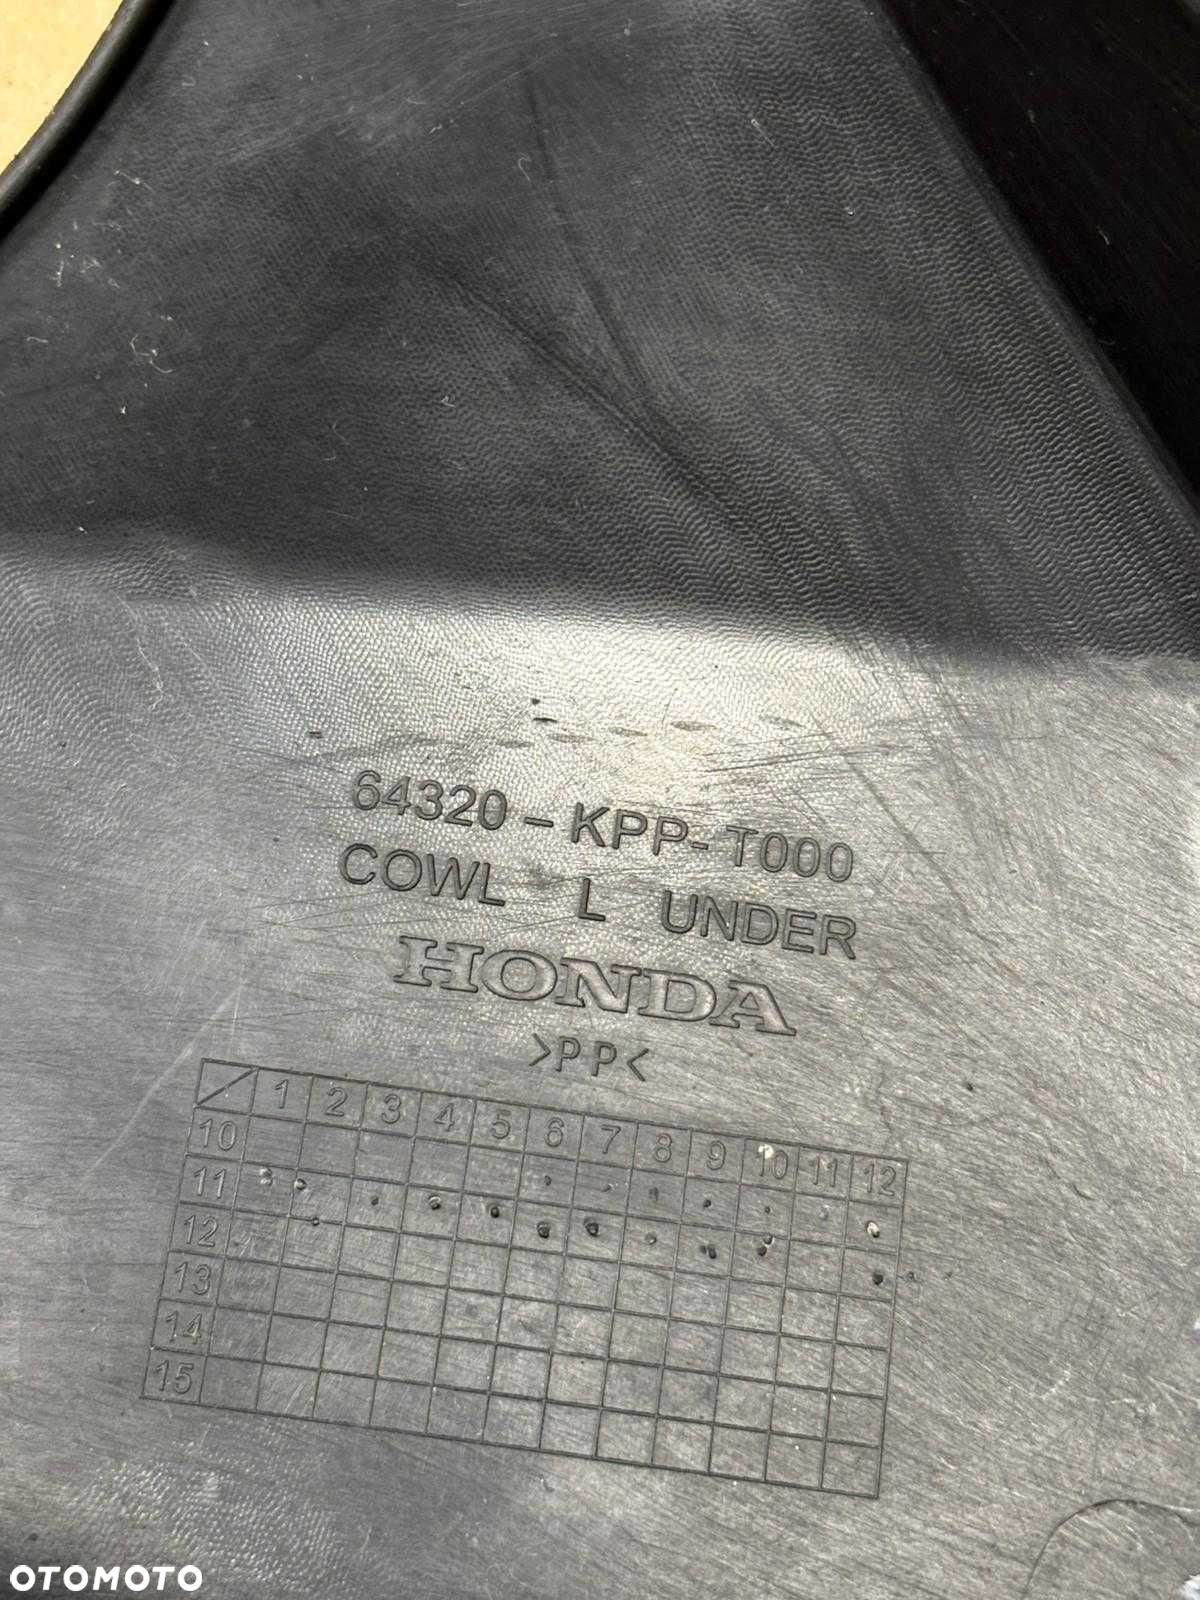 64320-KPP-T000
COWL L UNDER
HONDA
>PP<
1 2 3 4 5 6 7 8 9 10 11 12
10
11
12
13
14
15
OTOMOTO